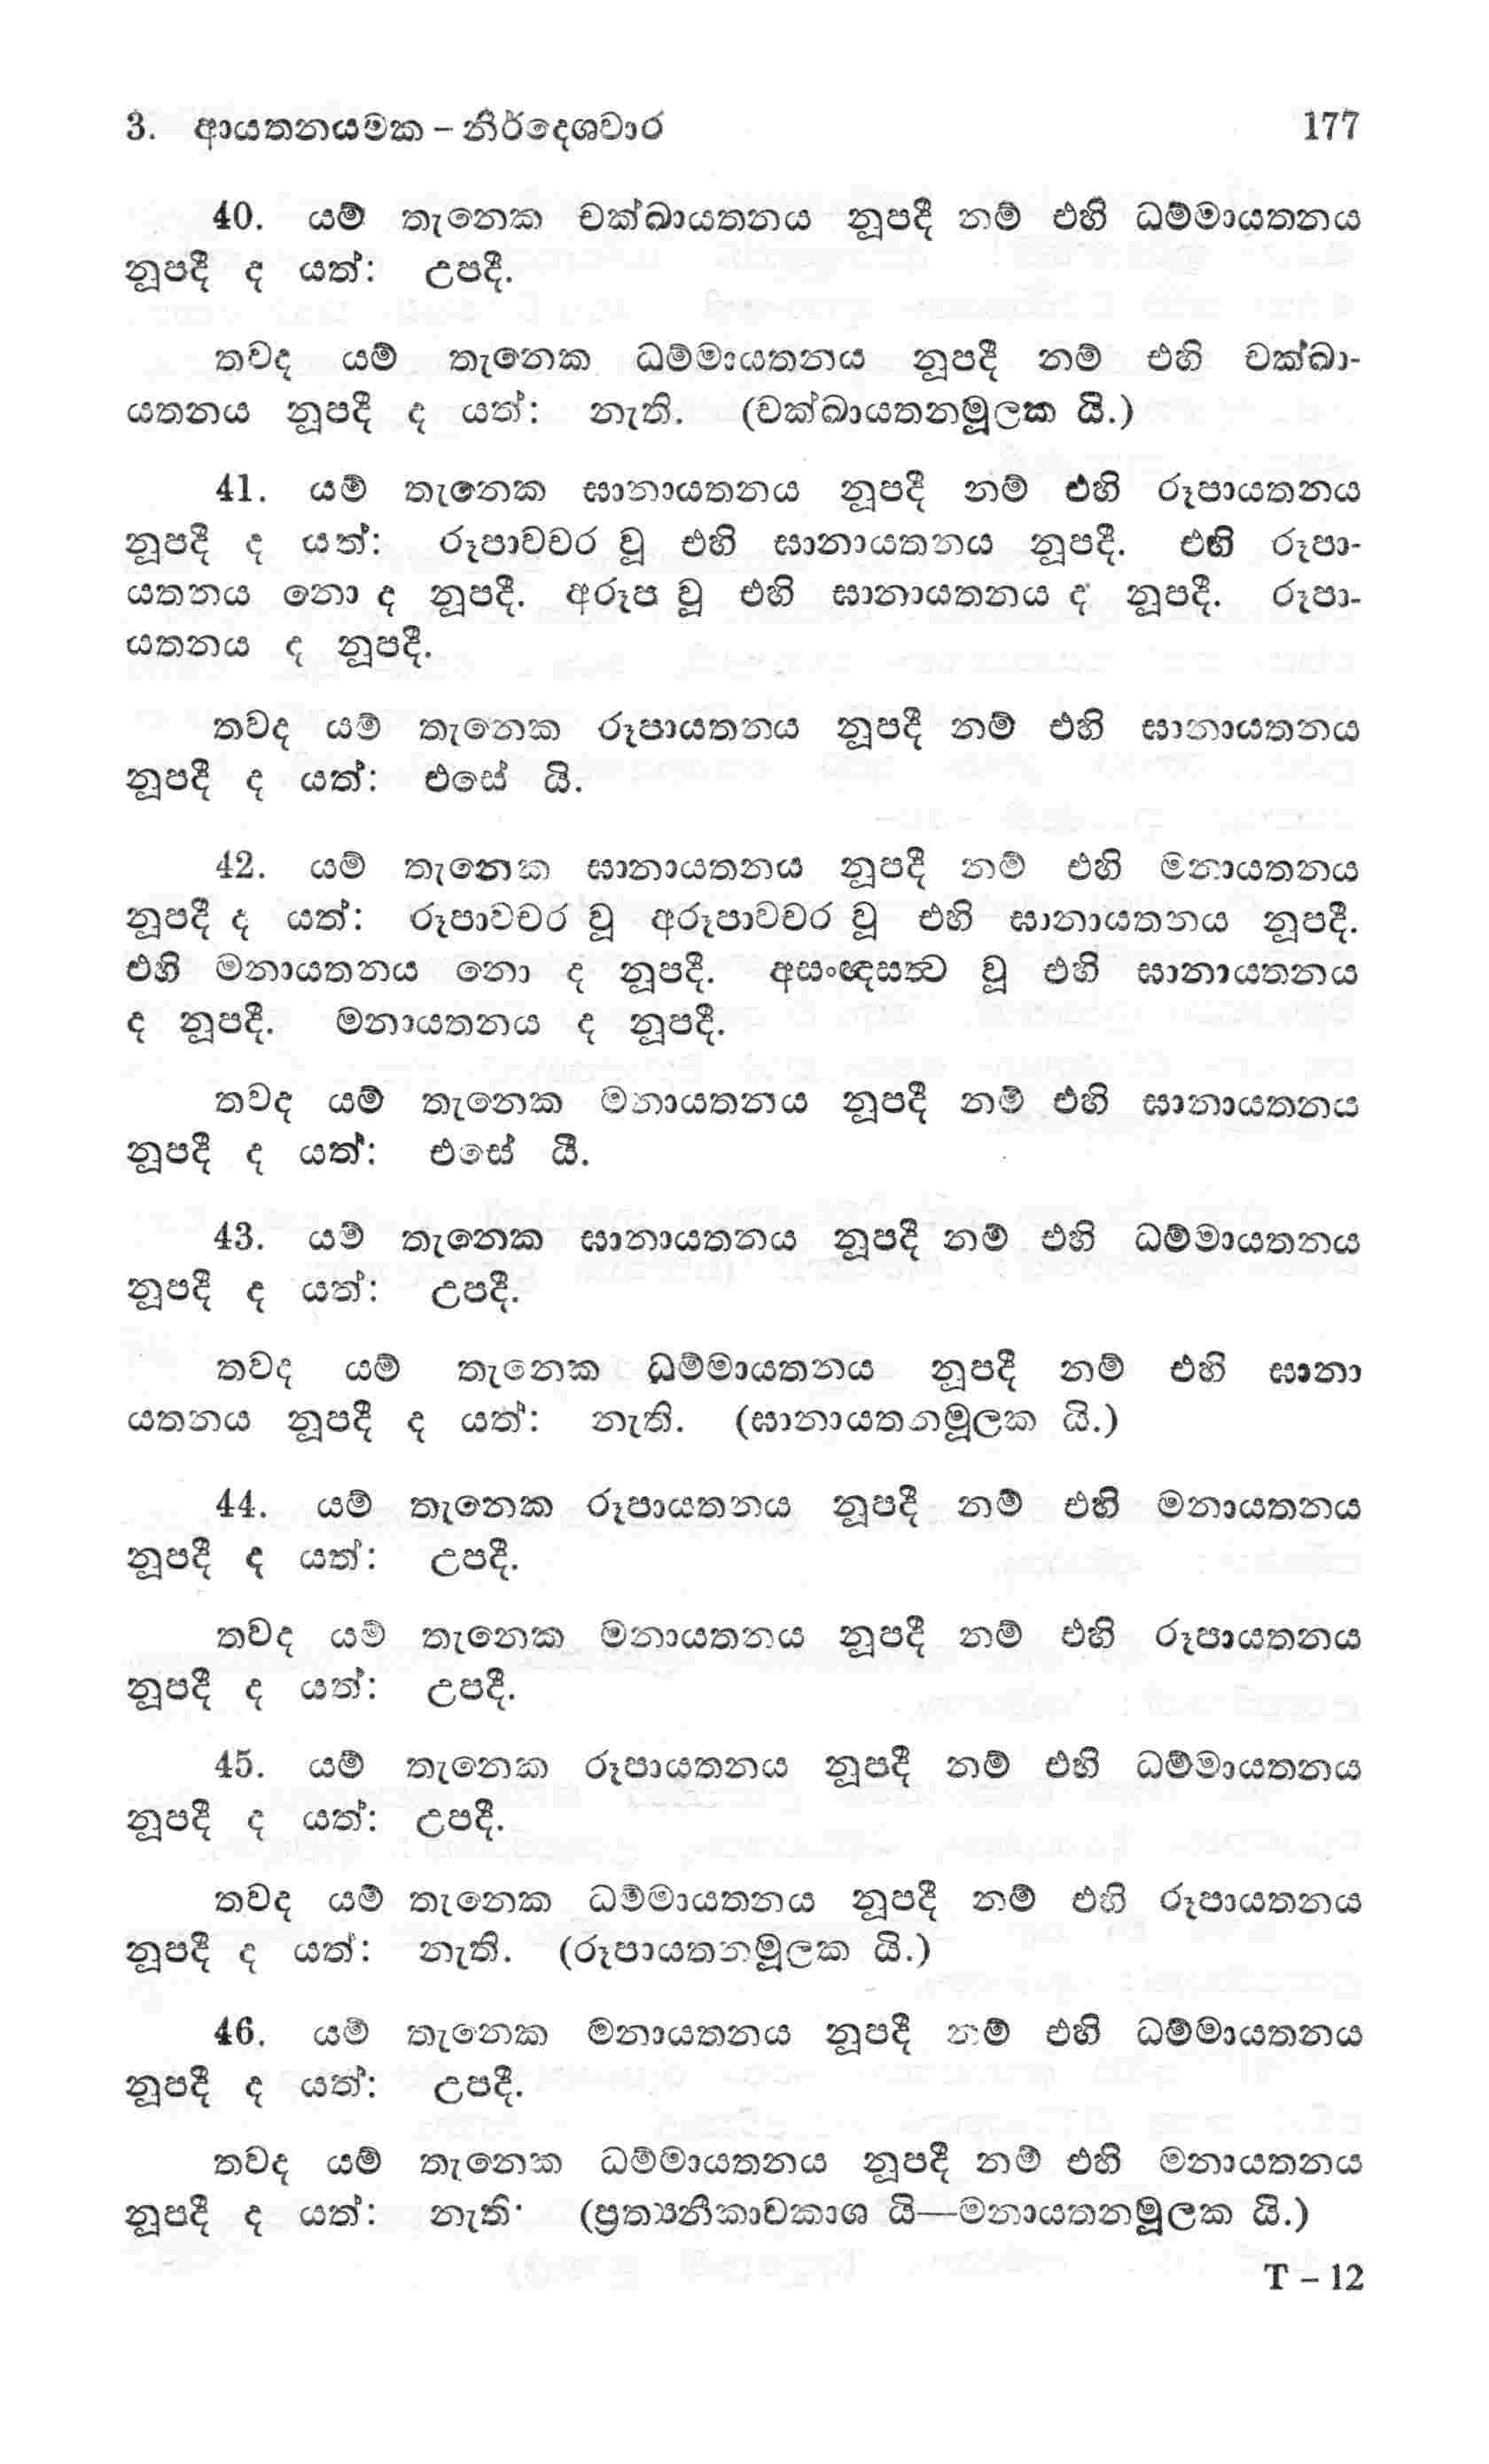 3. ආයතනයමක – නිර්දෙශවාර 177
40. යම් තැනෙක චක්ඛායතනය නූපදී නම් එහි ධම්මායතනය
නූපදී ද යත්: උපදී.
තවද යම් තැනෙක ධම්මායතනය නූපදී නම් එහි චක්ඛා-
යතනය නූපදී ද යත්: නැති. (චක්ඛායතනමූලක යි.)
41. යම් තැනෙක ඝානායතනය නූපදී නම් එහි රූපායතනය
නූපදී ද යත්: රූපාවචර වූ එහි ඝානායතනය නූපදී. එහි රූපා-
යතනය නො ද නූපදී. අරූප වූ එහි ඝානායතනය ද නූපදී. රූපා-
යතනය ද නූපදී.
තවද යම් තැනෙක රූපායතනය නූපදී නම් එහි ඝානායතනය
නූපදී ද යත්: එසේ යි.
42. යම් තැනෙක ඝානායතනය නූපදී නම් එහි මනායතනය
නූපදී ද යත්: රූපාවචර වූ අරූපාවචර වූ එහි ඝානායතනය නූපදී.
එහි මනායතනය නො ද නූපදී. අසංඥසත්‍ව වූ එහි ඝානායතනය
ද නූපදී. මනායතනය ද නූපදී.
තවද යම් තැනෙක මනායතනය නූපදී නම් එහි ඝානායතනය
නූපදී ද යත්: එසේ යී.
43. යම් තැනෙක ඝානායතනය නූපදී නම් එහි ධම්මායතනය
නූපදී ද යත්: උපදී.
තවද යම් තැනෙක ධම්මායතනය නූපදී නම් එහි ඝානා
යතනය නූපදී ද යත්: නැති. (ඝානායතනමූලක යි.)
44. යම් තැනෙක රූපායතනය නූපදී නම් එහි මනායතනය
නූපදී ද යත්: උපදී.
තවද යම් තැනෙක මනායතනය නූපදී නම් එහි රූපායතනය
නූපදී ද යත්: උපදී.
45. යම් තැනෙක රූපායතනය නූපදී නම් එහි ධම්මායතනය
නූපදී ද යත්: උපදී.
තවද යම් තැනෙක ධම්මායතනය නූපදී නම් එහි රූපායතනය
නූපදී ද යත්: නැති. (රූපායතනමූලක යි.)
46. යම් තැනෙක මනායතනය නූපදී නම් එහි ධම්මායතනය
නූපදී ද යත්: උපදී.
තවද යම් තැනෙක ධම්මායතනය නූපදී නම් එහි මනායතනය
නූපදී ද යත්: නැති· (ප්‍රත්‍යනීකාවකාශ යි—මනායතනමූලක යි.)
T – 12